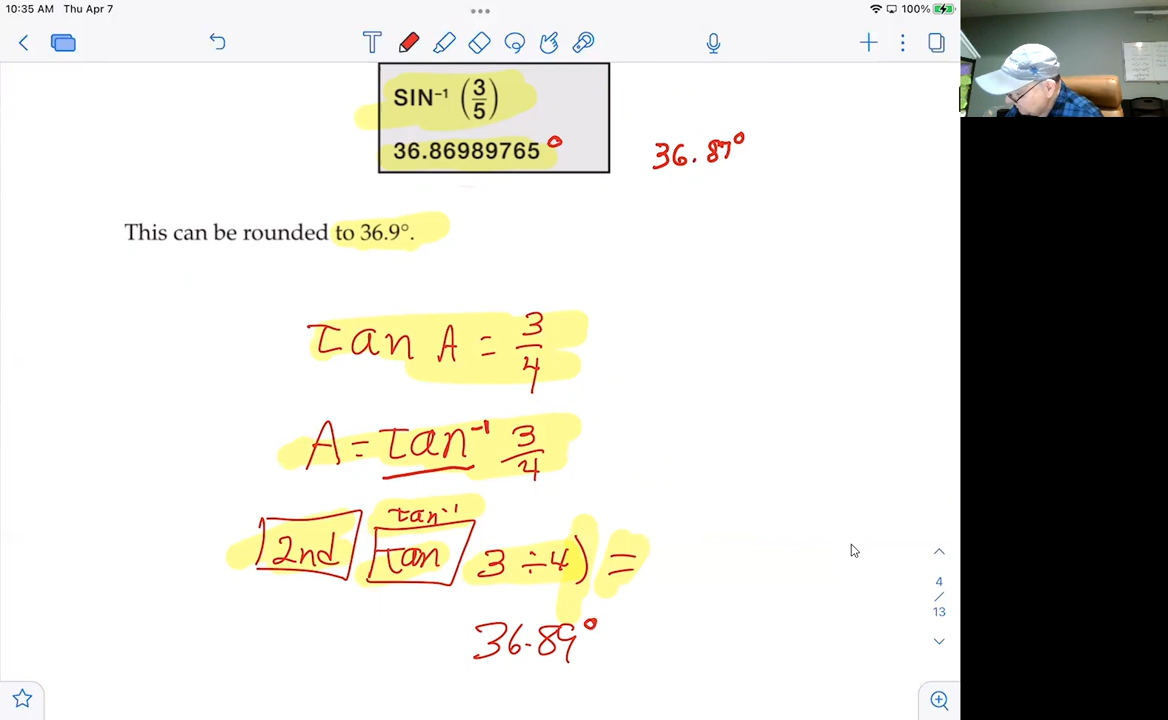 10:35 AM Thu Apr 7
100%
SIN⁻¹ (3/5)
36.86989765°
36.87°
This can be rounded to 36.9°.
tan A = 3/4
A = tan⁻¹ 3/4
tan⁻¹
2nd tan 3 ÷ 4) =
36.89°
4
/
13